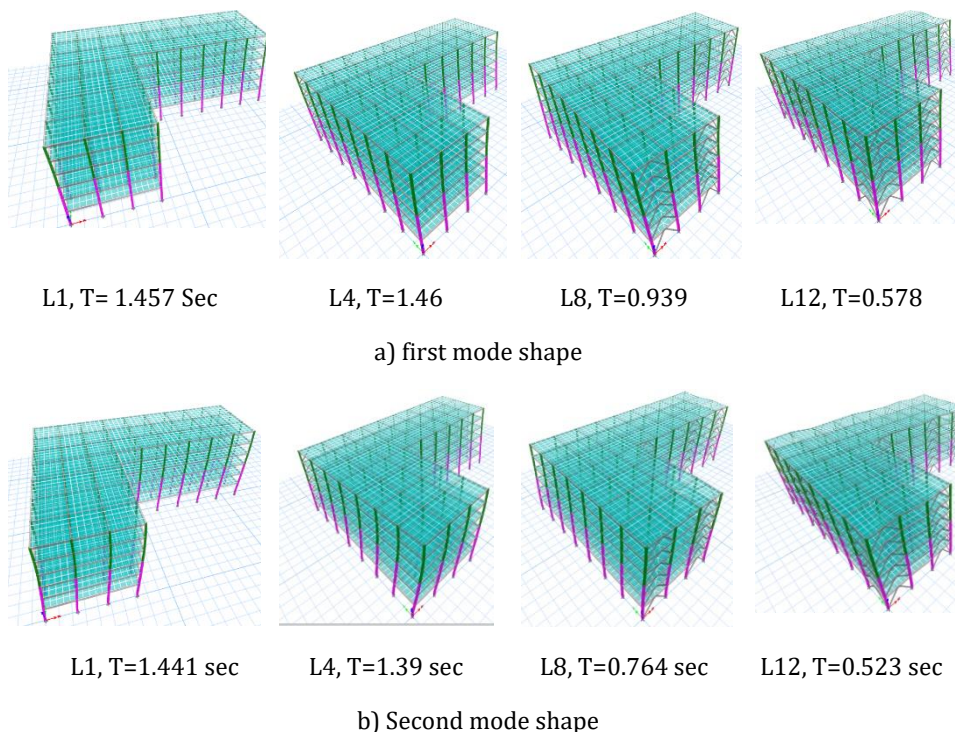 L1, T= 1.457 Sec L4, T=1.46 L8, T=0.939 L12, T=0.578
a) first mode shape
L1, T=1.441 sec L4, T=1.39 sec L8, T=0.764 sec L12, T=0.523 sec
b) Second mode shape